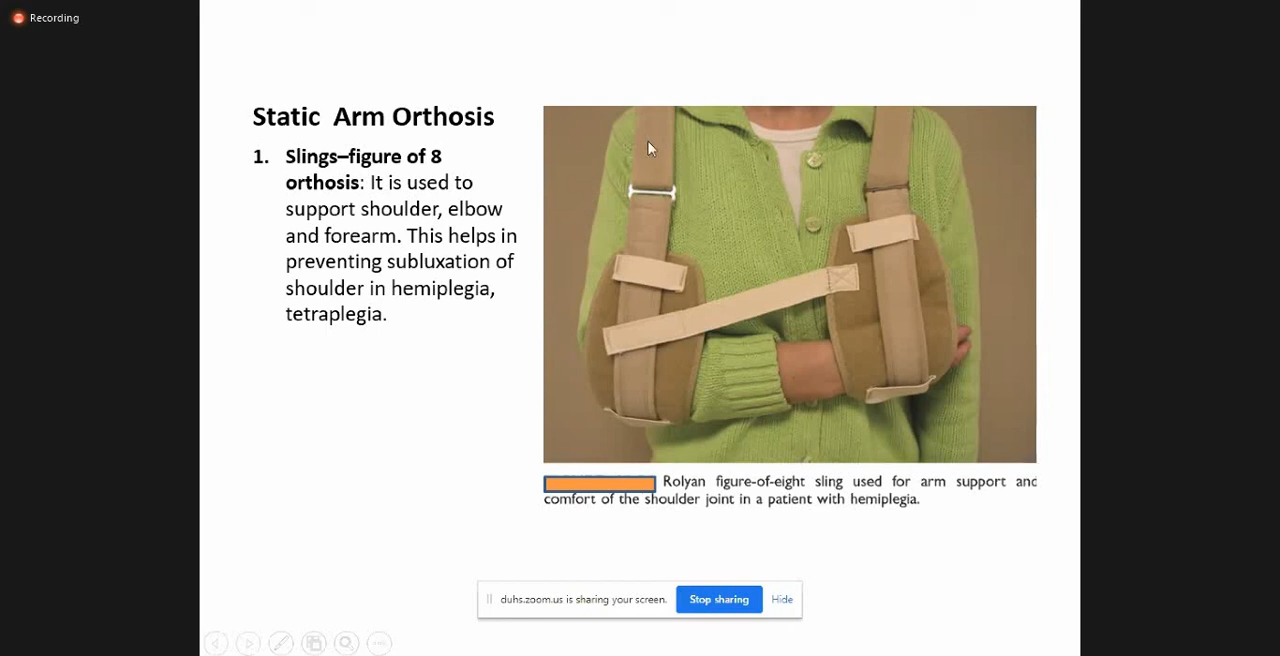 Recording
Static Arm Orthosis
1. Slings–figure of 8
orthosis: It is used to
support shoulder, elbow
and forearm. This helps in
preventing subluxation of
shoulder in hemiplegia,
tetraplegia.
Rolyan figure-of-eight sling used for arm support and
comfort of the shoulder joint in a patient with hemiplegia.
duhs.zoom.us is sharing your screen. Stop sharing Hide